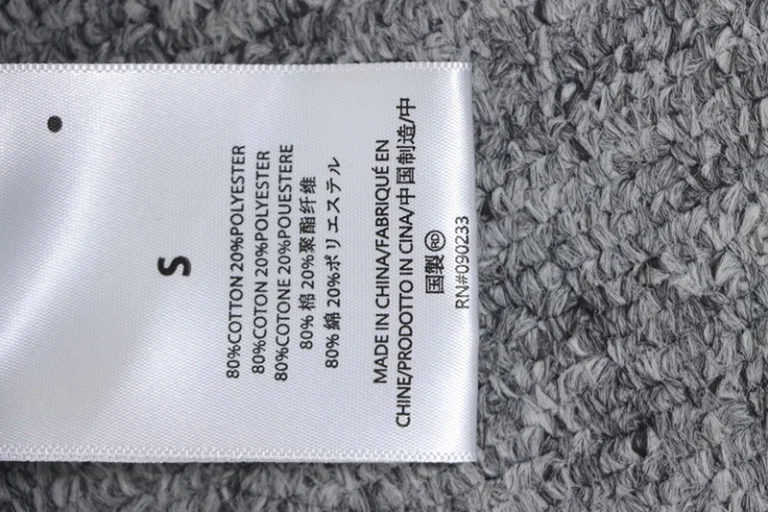 S
80%COTTON 20%POLYESTER
80%COTON 20%POLYESTER
80%COTONE 20%POUESTERE
80% 棉 20%聚酯纤维
80% 綿 20%ポリエステル
MADE IN CHINA/FABRIQUÉ EN
CHINE/PRODOTTO IN CINA/中国制造/中
国製 RD
RN#090233